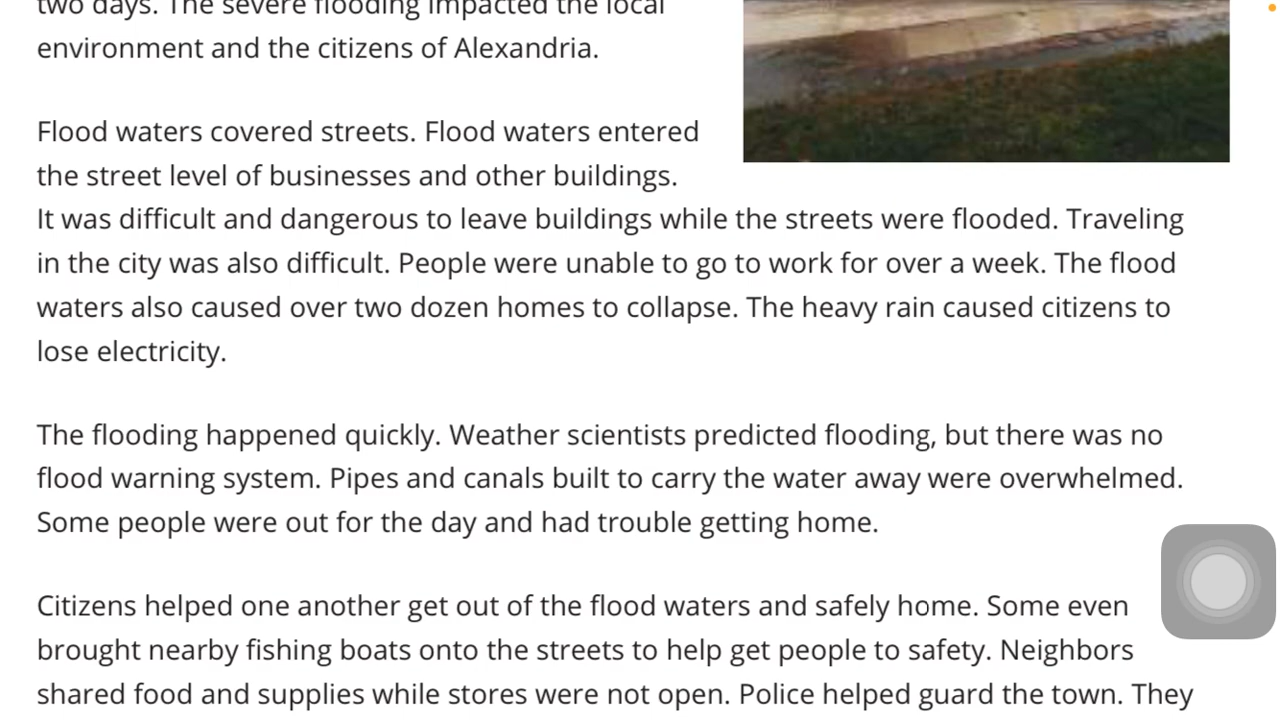 two days. The severe flooding impacted the local
environment and the citizens of Alexandria.
Flood waters covered streets. Flood waters entered
the street level of businesses and other buildings.
It was difficult and dangerous to leave buildings while the streets were flooded. Traveling
in the city was also difficult. People were unable to go to work for over a week. The flood
waters also caused over two dozen homes to collapse. The heavy rain caused citizens to
lose electricity.
The flooding happened quickly. Weather scientists predicted flooding, but there was no
flood warning system. Pipes and canals built to carry the water away were overwhelmed.
Some people were out for the day and had trouble getting home.
Citizens helped one another get out of the flood waters and safely home. Some even
brought nearby fishing boats onto the streets to help get people to safety. Neighbors
shared food and supplies while stores were not open. Police helped guard the town. They